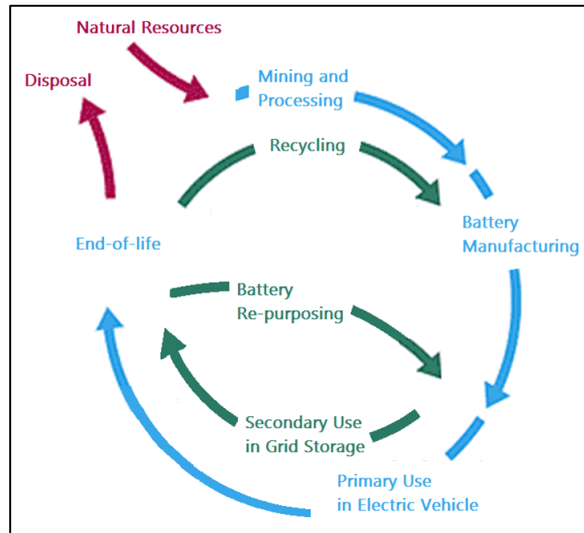 Natural Resources
Disposal
Mining and
Processing
Recycling
End-of-life
Battery
Manufacturing
Battery
Re-purposing
Secondary Use
in Grid Storage
Primary Use
in Electric Vehicle